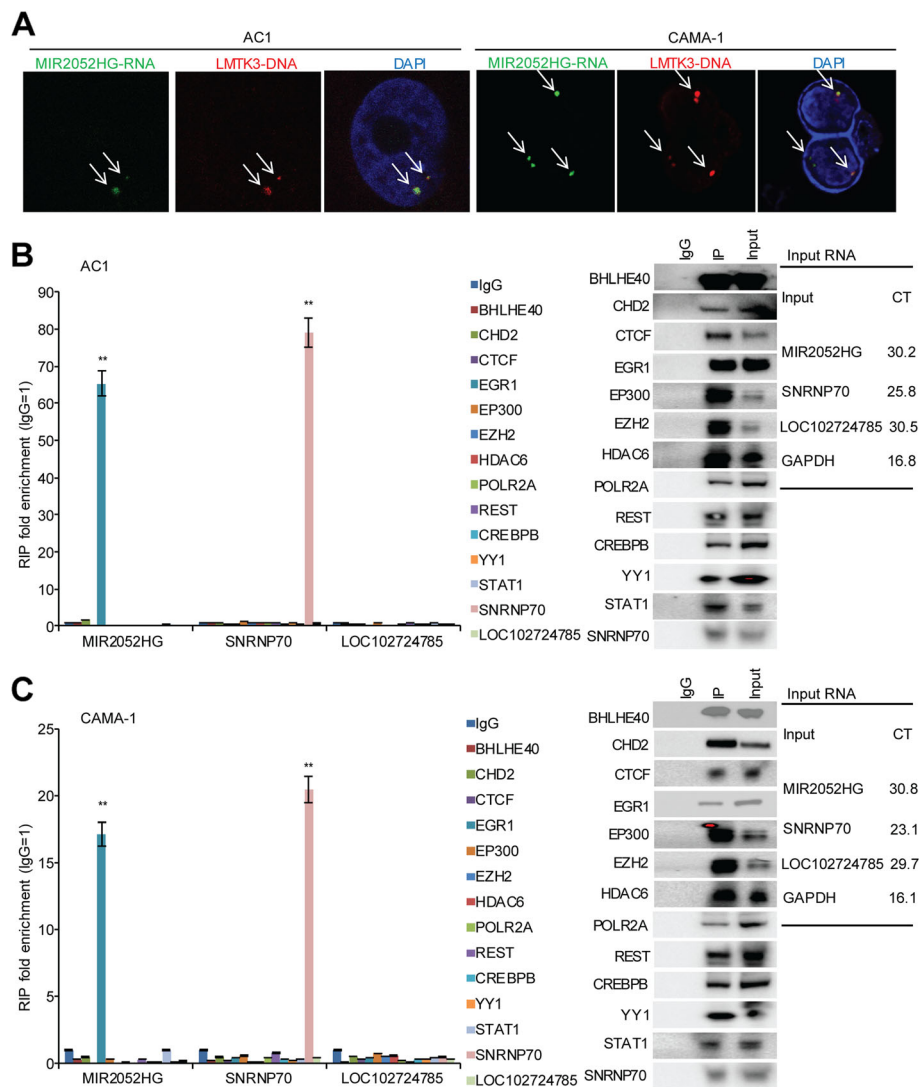 A
AC1
CAMA-1
MIR2052HG-RNA
LMTK3-DNA
DAPI
MIR2052HG-RNA
LMTK3-DNA
DAPI
B
AC1
RIP fold enrichment (IgG=1)
90
80
70
60
50
40
30
20
10
0
**
**
MIR2052HG
SNRNP70
LOC102724785
IgG
BHLHE40
CHD2
CTCF
EGR1
EP300
EZH2
HDAC6
POLR2A
REST
CREBPB
YY1
STAT1
SNRNP70
LOC102724785
IgG
IP
Input
BHLHE40
CHD2
CTCF
EGR1
EP300
EZH2
HDAC6
POLR2A
REST
CREBPB
YY1
STAT1
SNRNP70
Input RNA
Input CT
MIR2052HG 30.2
SNRNP70 25.8
LOC102724785 30.5
GAPDH 16.8
C
CAMA-1
RIP fold enrichment (IgG=1)
25
20
15
10
5
0
**
**
MIR2052HG
SNRNP70
LOC102724785
IgG
BHLHE40
CHD2
CTCF
EGR1
EP300
EZH2
HDAC6
POLR2A
REST
CREBPB
YY1
STAT1
SNRNP70
LOC102724785
IgG
IP
Input
BHLHE40
CHD2
CTCF
EGR1
EP300
EZH2
HDAC6
POLR2A
REST
CREBPB
YY1
STAT1
SNRNP70
Input RNA
Input CT
MIR2052HG 30.8
SNRNP70 23.1
LOC102724785 29.7
GAPDH 16.1